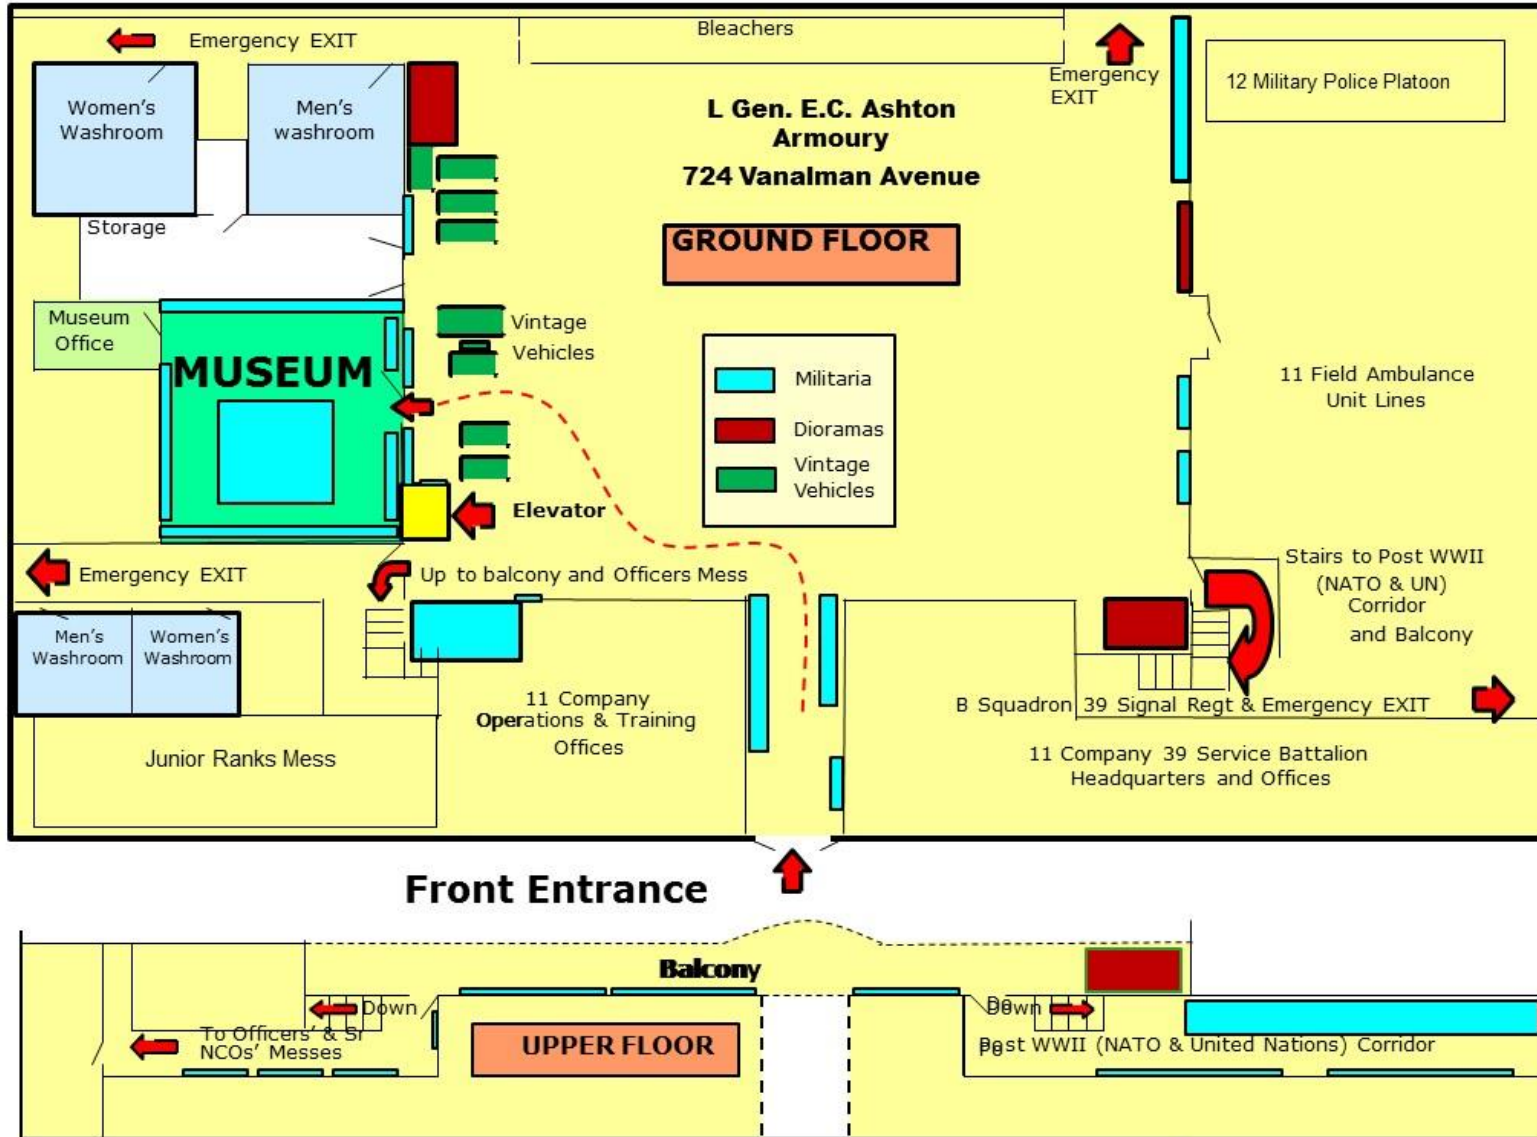 Bleachers
Emergency EXIT
Emergency
EXIT
12 Military Police Platoon
Women's
Washroom
Men's
washroom
L Gen. E.C. Ashton
Armoury
724 Vanalman Avenue
Storage
GROUND FLOOR
Museum
Office
MUSEUM
Vintage
Vehicles
Militaria
Dioramas
Vintage
Vehicles
11 Field Ambulance
Unit Lines
Elevator
Emergency EXIT
Up to balcony and Officers Mess
Stairs to Post WWII
(NATO & UN)
Corridor
and Balcony
Men's
Washroom
Women's
Washroom
11 Company
Operations & Training
Offices
B Squadron 39 Signal Regt & Emergency EXIT
Junior Ranks Mess
11 Company 39 Service Battalion
Headquarters and Offices
Front Entrance
Balcony
Down
Down
To Officers' & Sr
NCOs' Messes
UPPER FLOOR
Post WWII (NATO & United Nations) Corridor